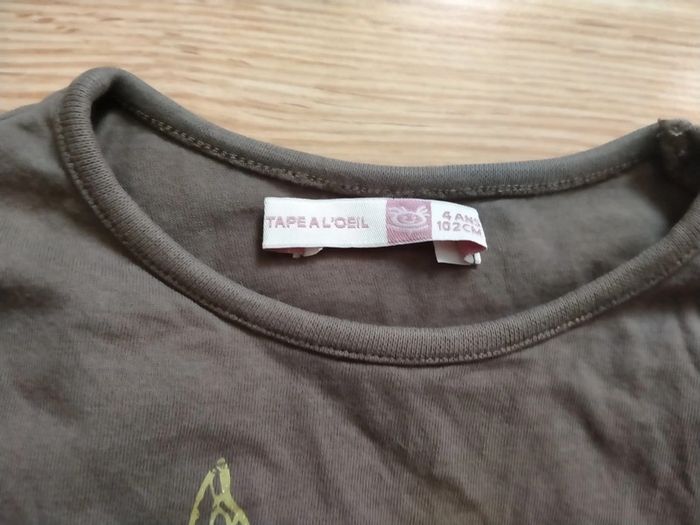 TAPE A L'OEIL
4 ANS
102CM